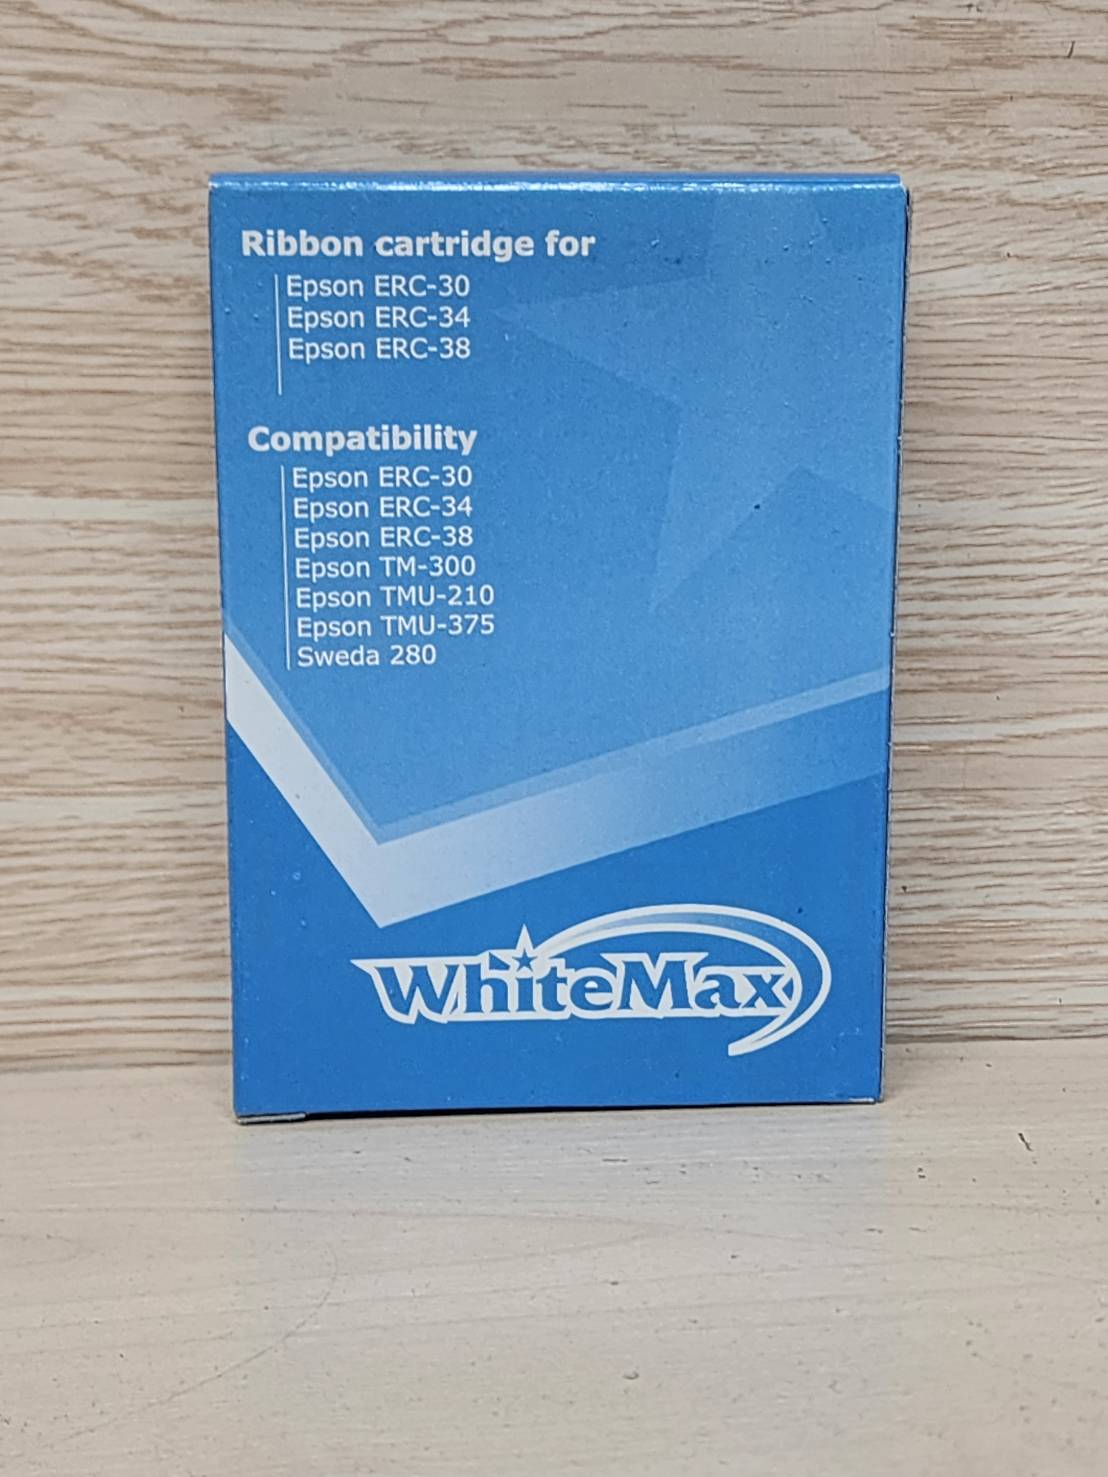 Ribbon cartridge for
Epson ERC-30
Epson ERC-34
Epson ERC-38
Compatibility
Epson ERC-30
Epson ERC-34
Epson ERC-38
Epson TM-300
Epson TMU-210
Epson TMU-375
Sweda 280
WhiteMax